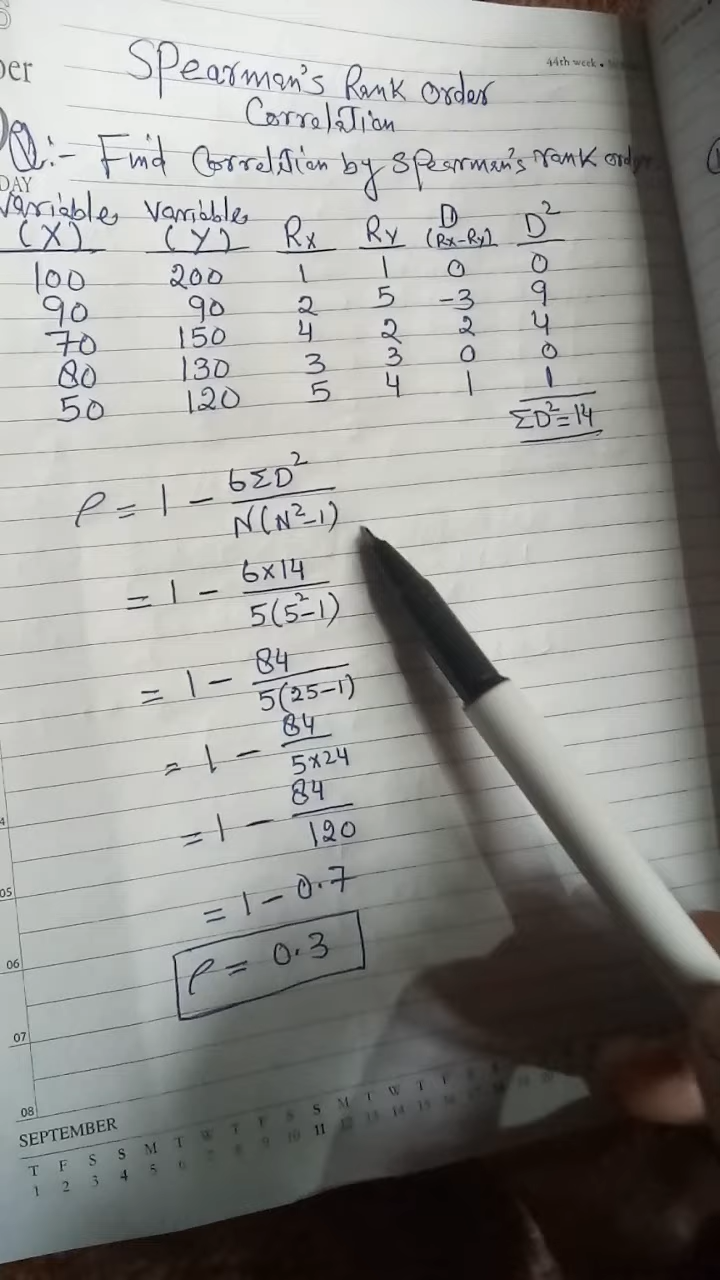 44th week •
Spearman's Rank Order
Correlation
Q:- Find Correlation by Spearman's rank order
DAY
Variables Variables D D²
(X) (Y) Rx Ry (Rx-Ry)
100 200 1 1 0 0
90 90 2 5 -3 9
70 150 4 2 2 4
80 130 3 3 0 0
50 120 5 4 1 1
ΣD²=14
ρ = 1 - 6ΣD² / N(N²-1)
= 1 - 6×14 / 5(5²-1)
= 1 - 84 / 5(25-1)
= 1 - 84 / 5×24
= 1 - 84 / 120
= 1 - 0.7
ρ = 0.3
4
05
06
07
08
SEPTEMBER
T F S S M T W T F S S M T W T F
1 2 3 4 5 6 7 8 9 10 11 12 13 14 15